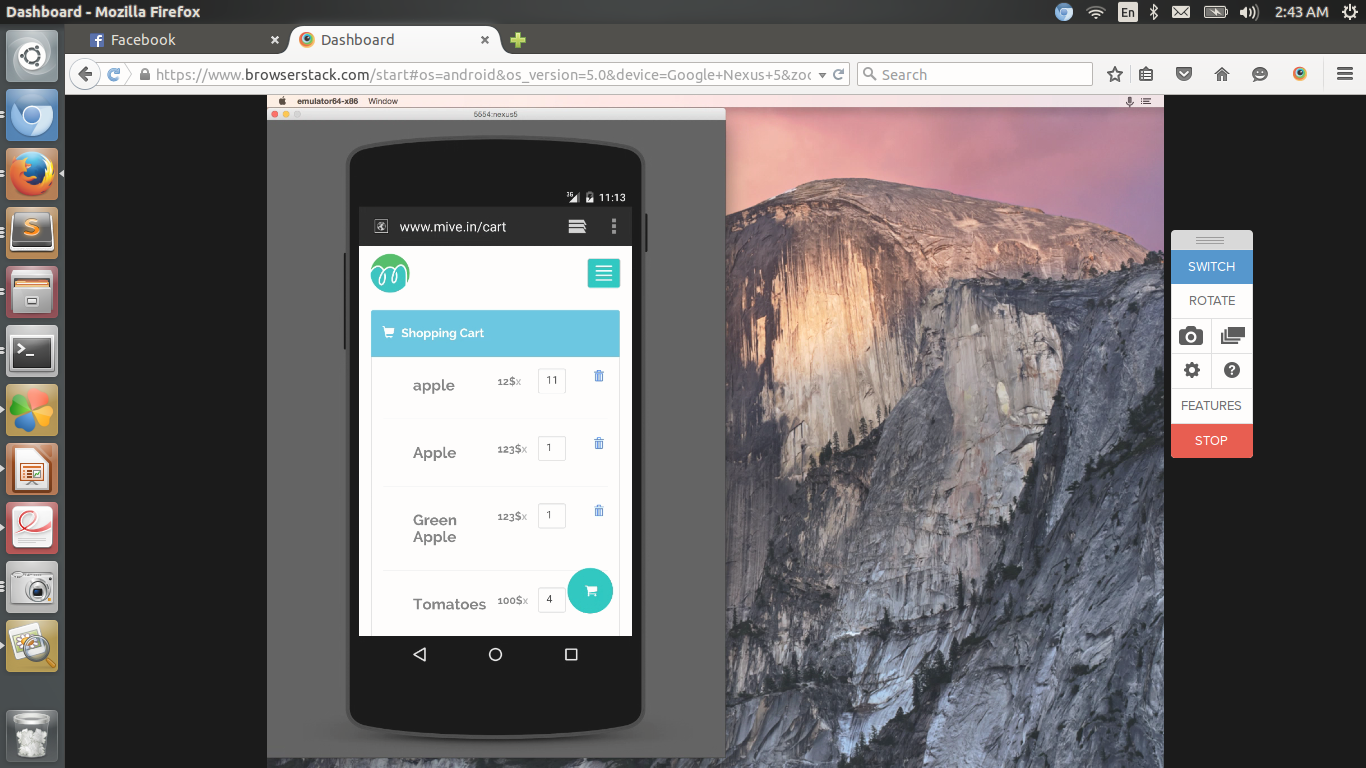 Dashboard - Mozilla Firefox
En
2:43 AM
Facebook
Dashboard
https://www.browserstack.com/start#os=android&os_version=5.0&device=Google+Nexus+5&zoo
Search
emulator64-x86 Window
5554:nexus5
3G
11:13
www.mive.in/cart
m
Shopping Cart
apple 12$x 11
Apple 123$x 1
Green
Apple
123$x 1
Tomatoes 100$x 4
SWITCH
ROTATE
FEATURES
STOP